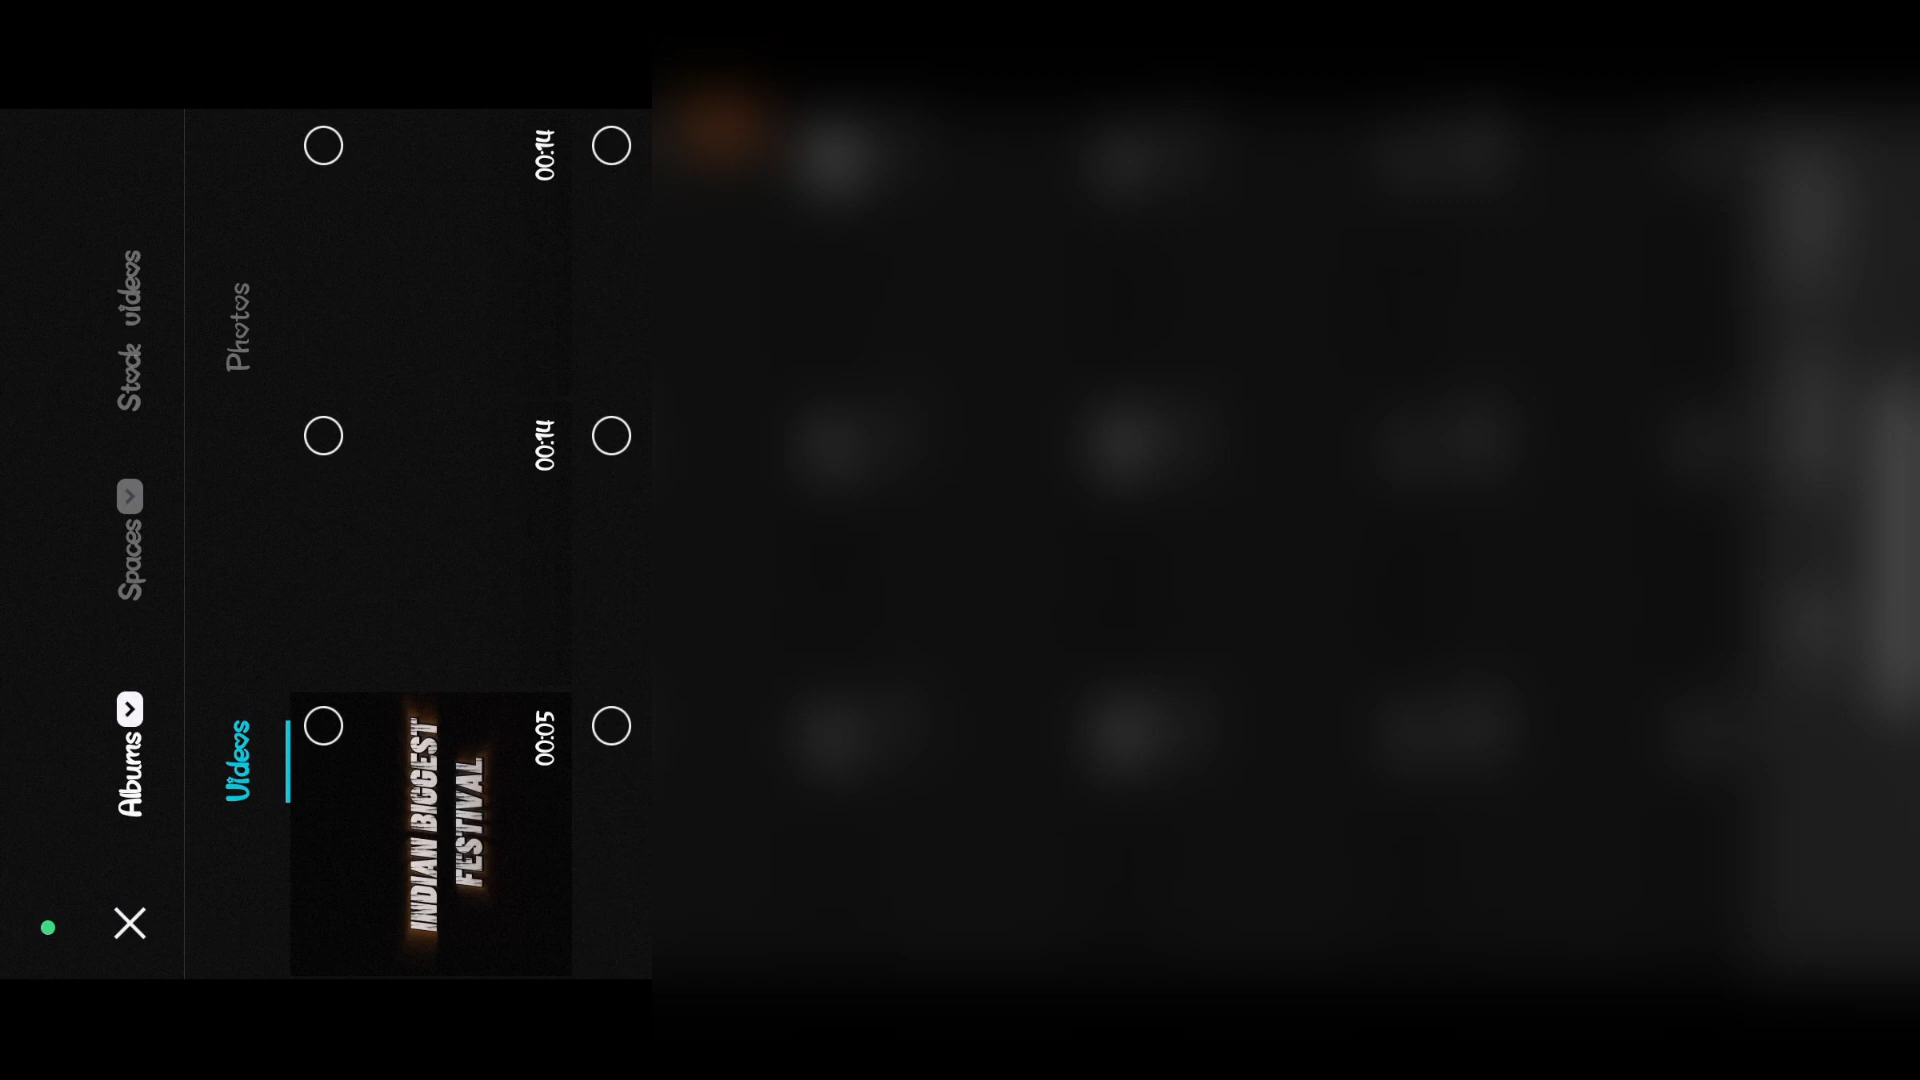 Albums Spaces Stock videos
Videos Photos
INDIAN BIGGEST
FESTIVAL
00:05 00:14 00:14